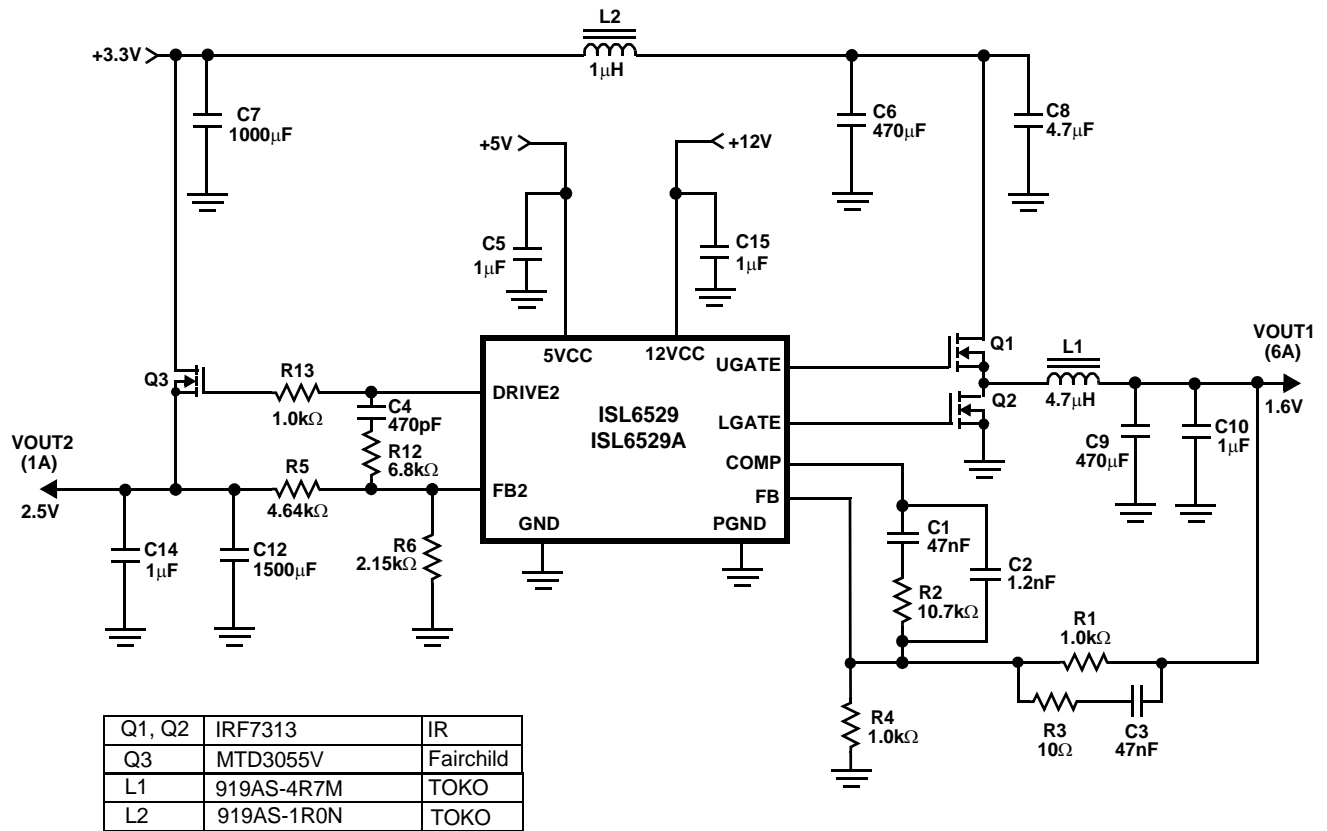 L2
+3.3V
1μH
C7
1000μF
C6
470μF
C8
4.7μF
+5V
+12V
C5
1μF
C15
1μF
5VCC
12VCC
UGATE
Q1
L1
4.7μH
VOUT1
(6A)
1.6V
Q3
R13
1.0kΩ
DRIVE2
ISL6529
ISL6529A
LGATE
Q2
C4
470pF
R12
6.8kΩ
C9
470μF
C10
1μF
VOUT2
(1A)
2.5V
R5
4.64kΩ
COMP
FB2
FB
GND
PGND
C14
1μF
C12
1500μF
R6
2.15kΩ
C1
47nF
C2
1.2nF
R2
10.7kΩ
R1
1.0kΩ
R4
1.0kΩ
R3
10Ω
C3
47nF
Q1, Q2 IRF7313 IR
Q3 MTD3055V Fairchild
L1 919AS-4R7M TOKO
L2 919AS-1R0N TOKO